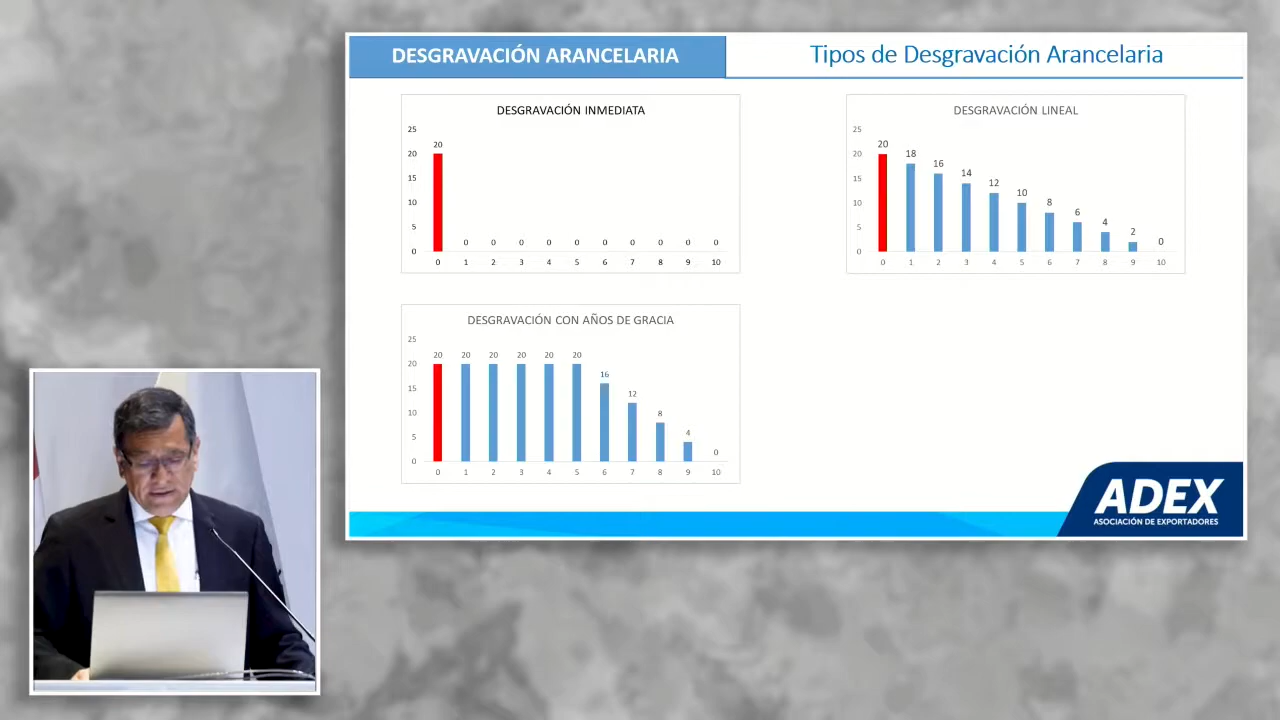 DESGRAVACIÓN ARANCELARIA
Tipos de Desgravación Arancelaria
DESGRAVACIÓN INMEDIATA
25
20
15
10
5
0
20
0 0 0 0 0 0 0 0 0 0
0 1 2 3 4 5 6 7 8 9 10
DESGRAVACIÓN LINEAL
25
20
15
10
5
0
20 18 16 14 12 10 8 6 4 2 0
0 1 2 3 4 5 6 7 8 9 10
DESGRAVACIÓN CON AÑOS DE GRACIA
25
20
15
10
5
0
20 20 20 20 20 20 16 12 8 4 0
0 1 2 3 4 5 6 7 8 9 10
ADEX
ASOCIACIÓN DE EXPORTADORES